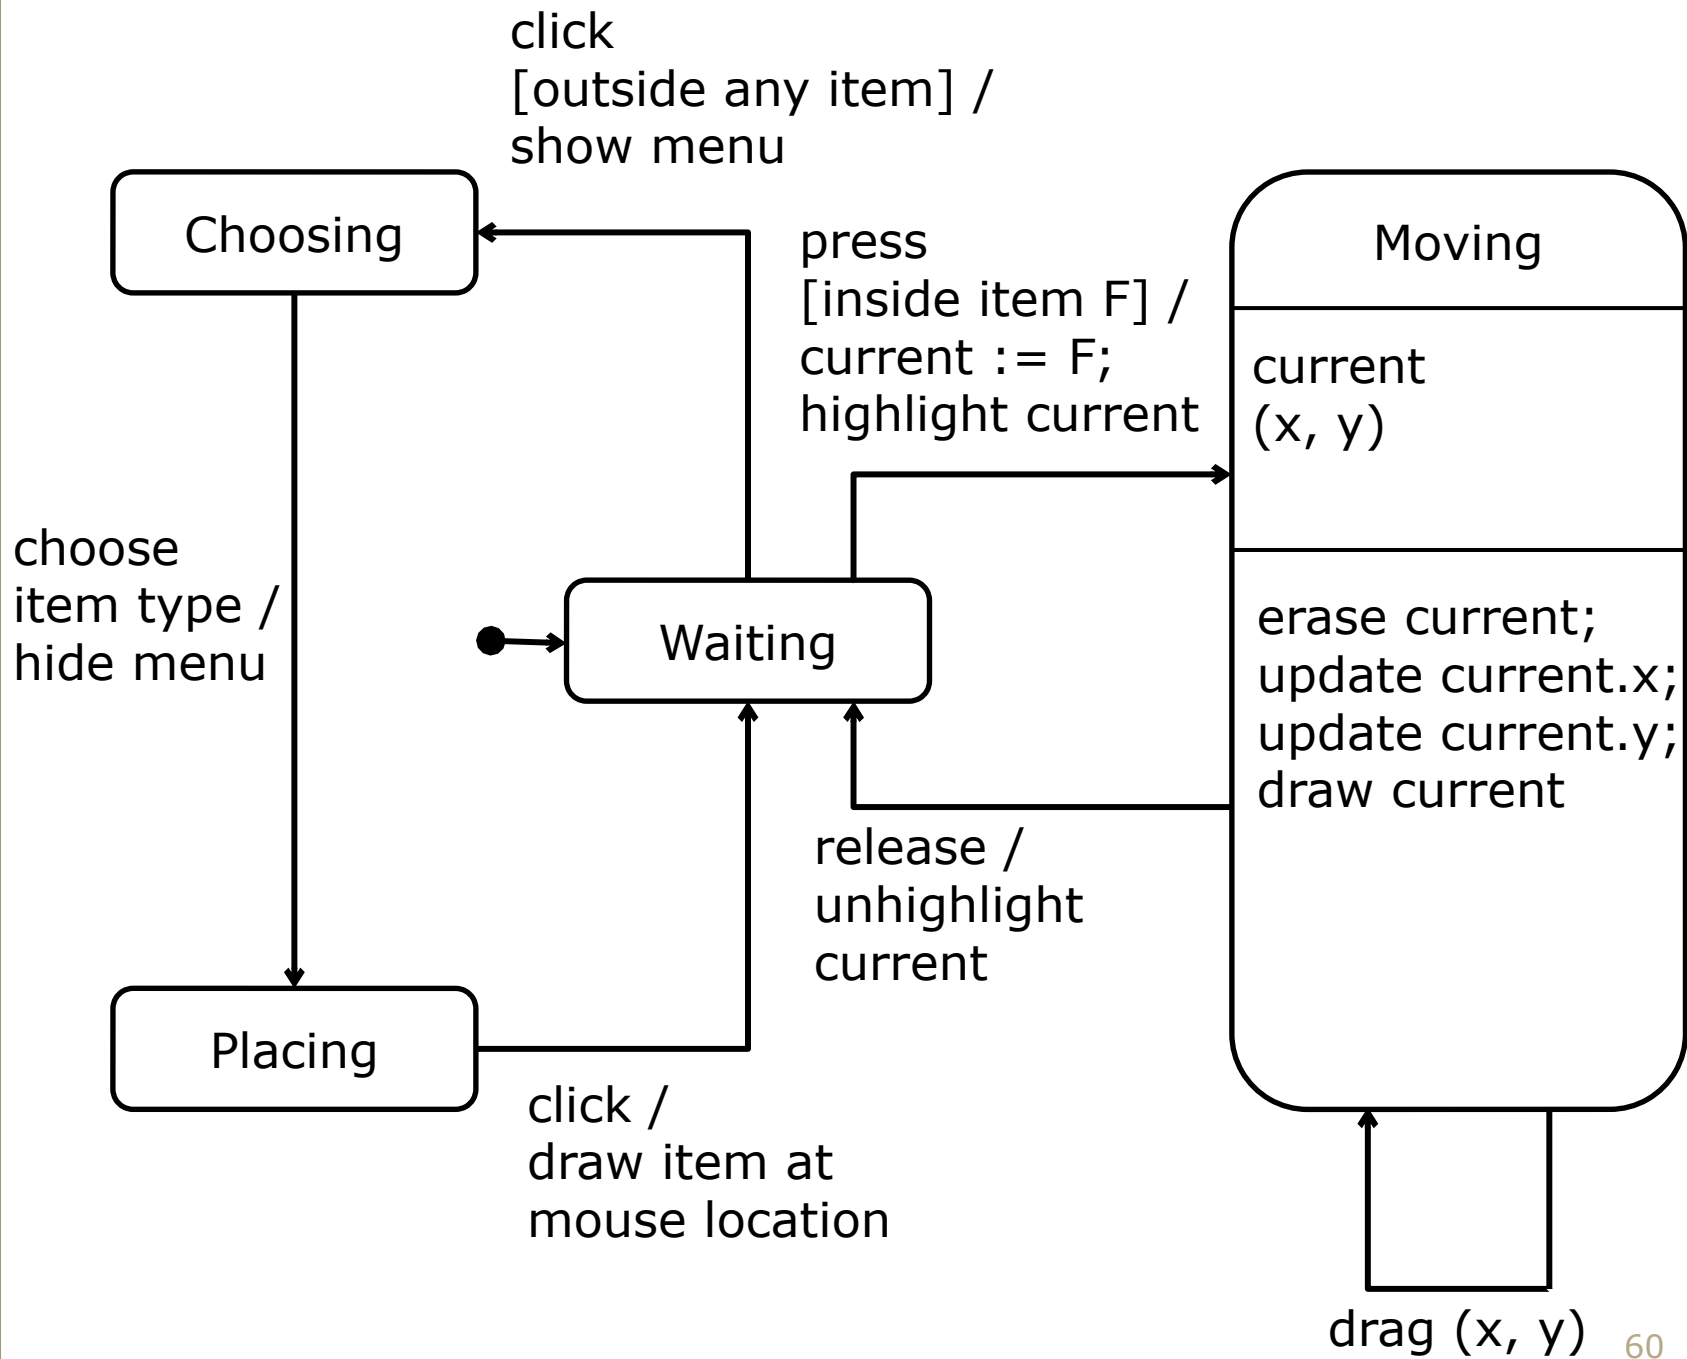 click
[outside any item] /
show menu
Choosing
press
[inside item F] /
current := F;
highlight current
Moving
current
(x, y)
choose
item type /
hide menu
Waiting
erase current;
update current.x;
update current.y;
draw current
release /
unhighlight
current
Placing
click /
draw item at
mouse location
drag (x, y)
60